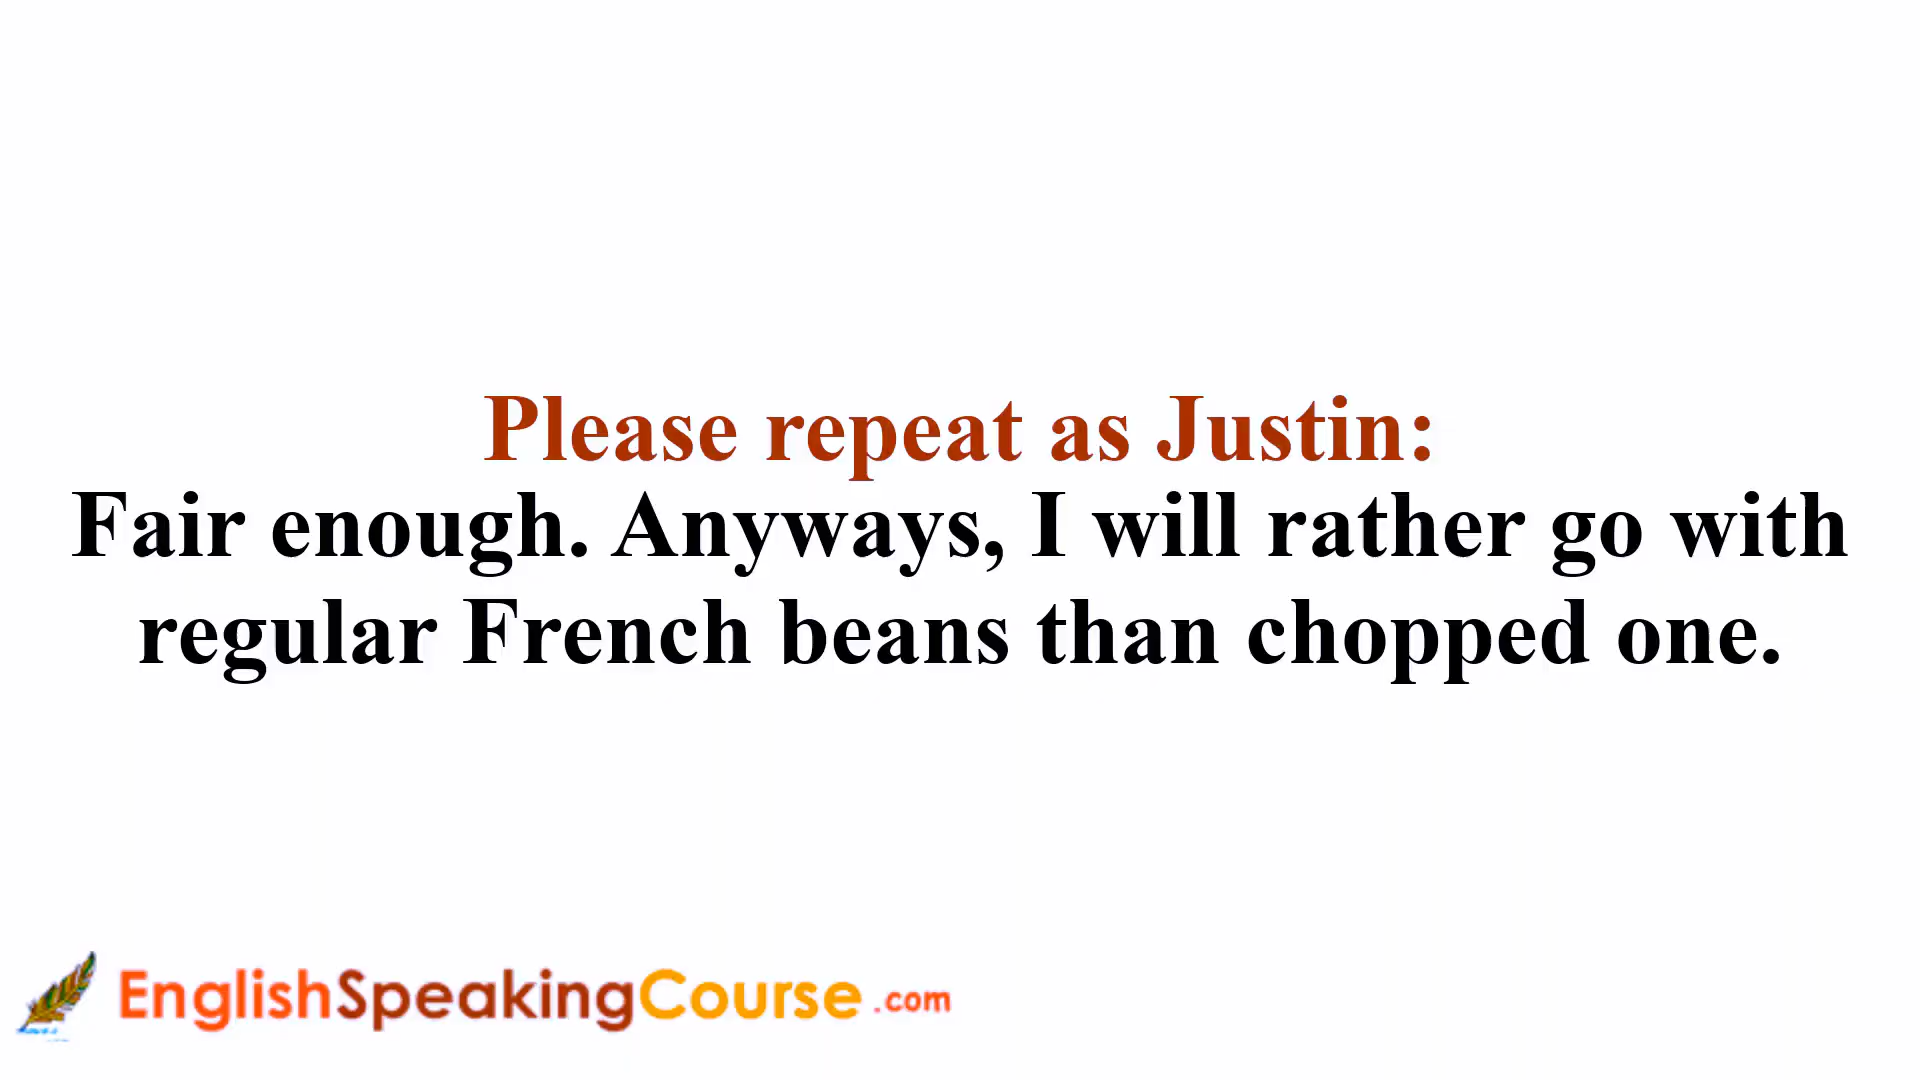 Please repeat as Justin:
Fair enough. Anyways, I will rather go with
regular French beans than chopped one.
EnglishSpeakingCourse.com